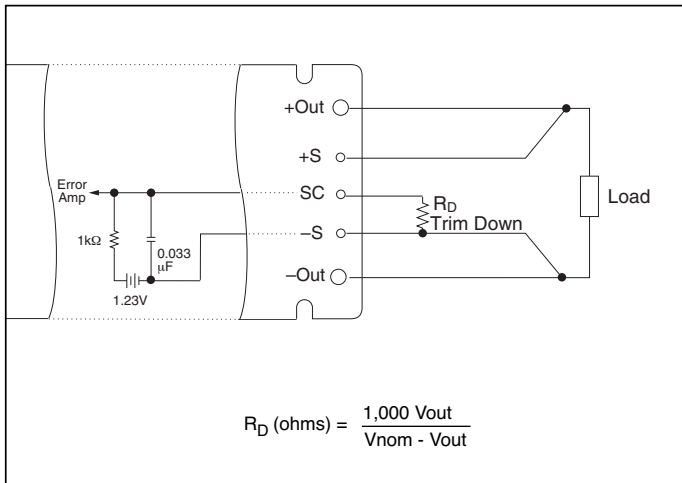 +Out
+S
Error
Amp
SC
R_D
Trim Down
Load
1kΩ
–S
0.033
μF
–Out
1.23V
R_D (ohms) = 1,000 Vout
Vnom - Vout